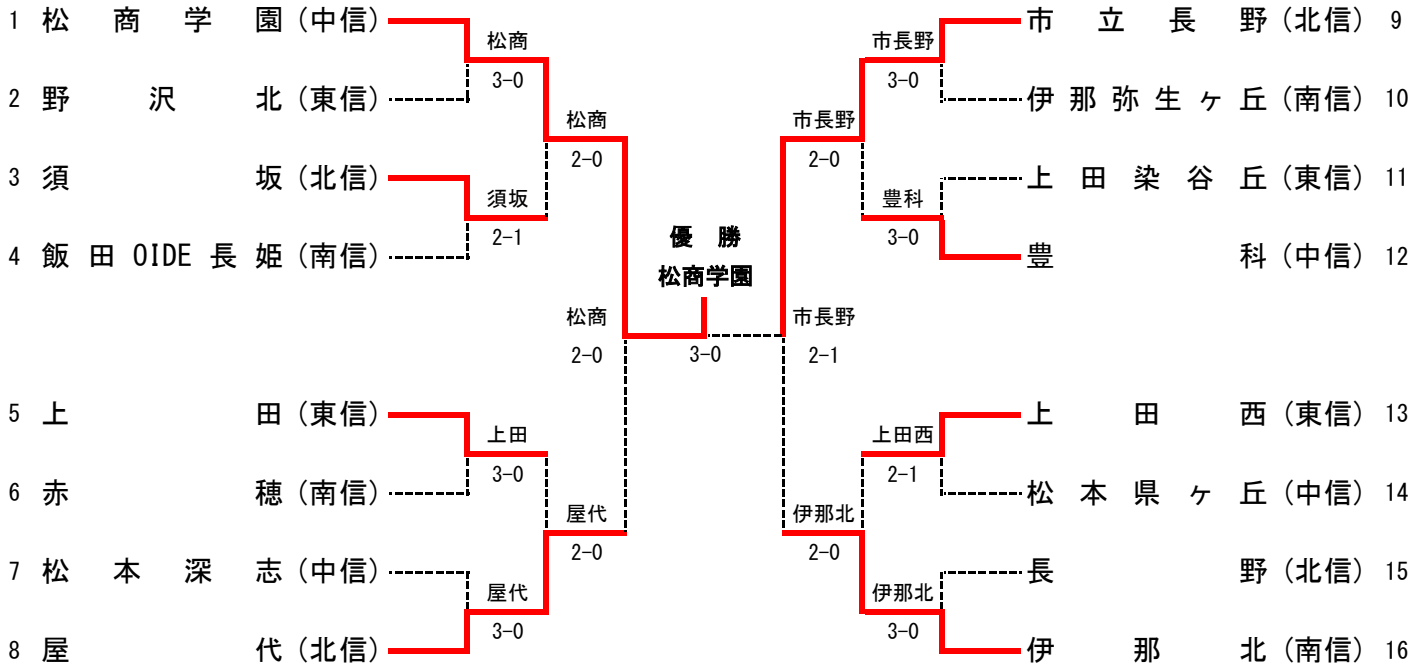 1 松商学園(中信)
松商
3-0
2 野沢北(東信)
松商
2-0
3 須坂(北信)
須坂
2-1
4 飯田OIDE長姫(南信)
優勝
松商学園
3-0
松商
2-0
5 上田(東信)
上田
3-0
6 赤穂(南信)
屋代
2-0
7 松本深志(中信)
屋代
3-0
8 屋代(北信)
市立長野(北信) 9
市長野
3-0
伊那弥生ヶ丘(南信) 10
市長野
2-0
上田染谷丘(東信) 11
豊科
3-0
豊科(中信) 12
市長野
2-1
上田西(東信) 13
上田西
2-1
松本県ヶ丘(中信) 14
伊那北
2-0
長野(北信) 15
伊那北
3-0
伊那北(南信) 16